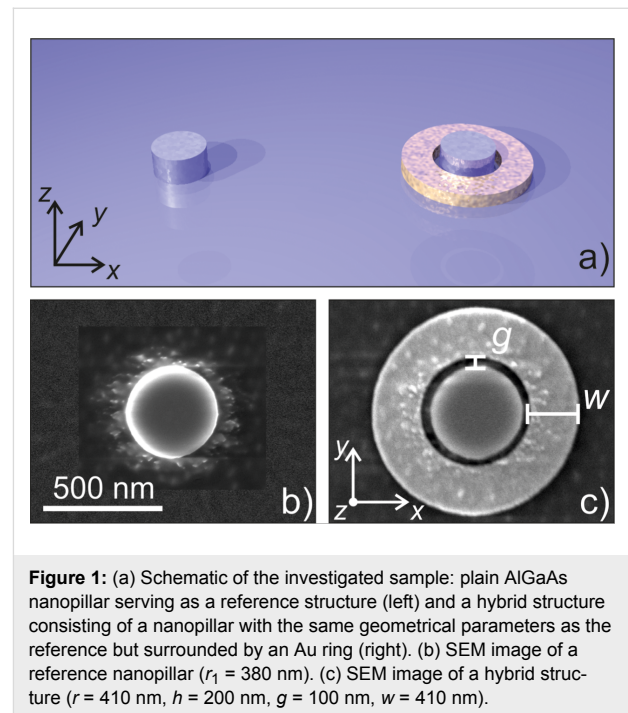 z
y
x
a)
500 nm
b)
g
w
y
z
x
c)
Figure 1: (a) Schematic of the investigated sample: plain AlGaAs
nanopillar serving as a reference structure (left) and a hybrid structure
consisting of a nanopillar with the same geometrical parameters as the
reference but surrounded by an Au ring (right). (b) SEM image of a
reference nanopillar (r₁ = 380 nm). (c) SEM image of a hybrid struc-
ture (r = 410 nm, h = 200 nm, g = 100 nm, w = 410 nm).